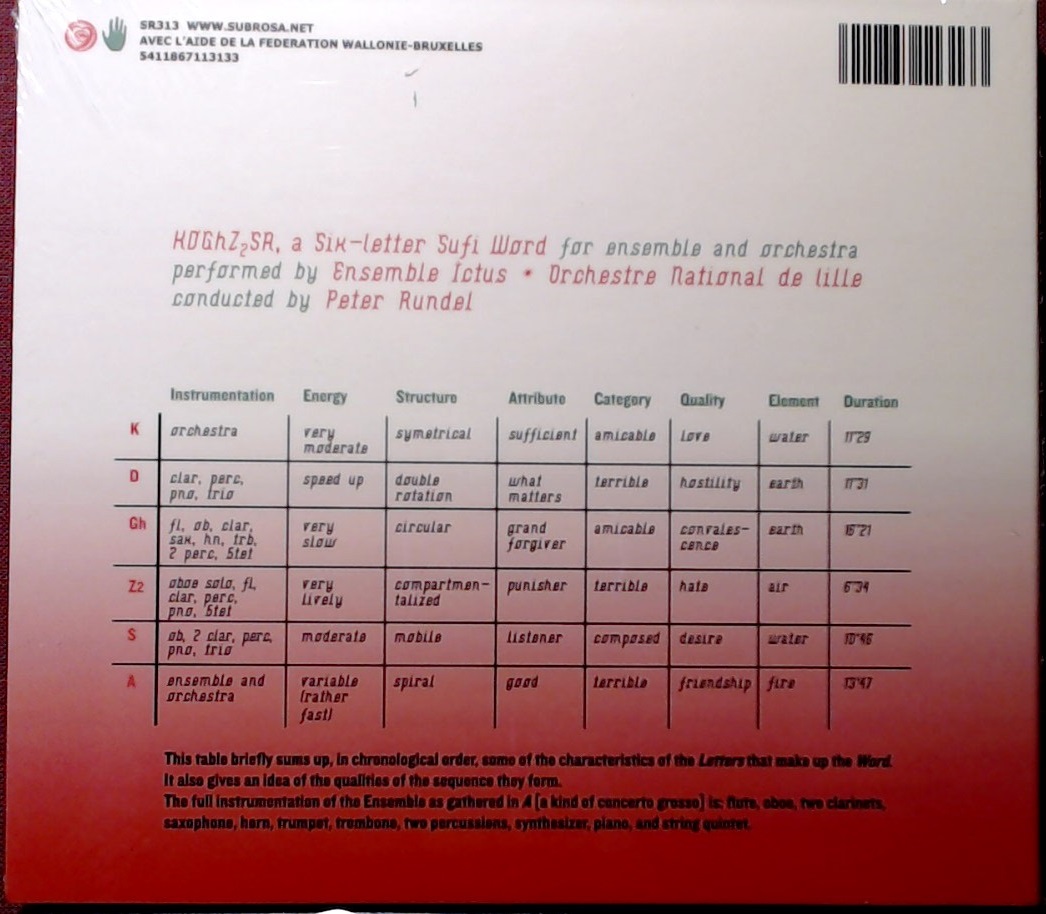 SR313 WWW.SUBROSA.NET
AVEC L'AIDE DE LA FEDERATION WALLONIE-BRUXELLES
5411867113133
KDGhZ₂SA, a Six-letter Sufi Word for ensemble and orchestra
performed by Ensemble Ictus • Orchestre National de lille
conducted by Peter Rundel
Instrumentation Energy Structure Attribute Category Quality Element Duration
K orchestra very symetrical sufficient amicable love water 11'29
moderate
D clar, perc, speed up double what terrible hostility earth 11'31
pno, trio rotation matters
Gh fl, ob, clar, very circular grand amicable convales- earth
sax, hn, trb, slow forgiver cence
2 perc, 5tet
Z2 oboe solo, fl, very compartmen- punisher terrible hate air 6'34
clar, perc, lively talized
pno, 5tet
S ob, 2 clar, perc, moderate mobile listener composed desire water 10'46
pno, trio
A ensemble and variable spiral good terrible friendship fire 13'47
orchestra (rather
fast)
This table briefly sums up, in chronological order, some of the characteristics of the Letters that make up the Word.
It also gives an idea of the qualities of the sequence they form.
The full instrumentation of the Ensemble as gathered in A [a kind of concerto grosso] is: flute, oboe, two clarinets,
saxophone, horn, trumpet, trombone, two percussions, synthesizer, piano, and string quintet.